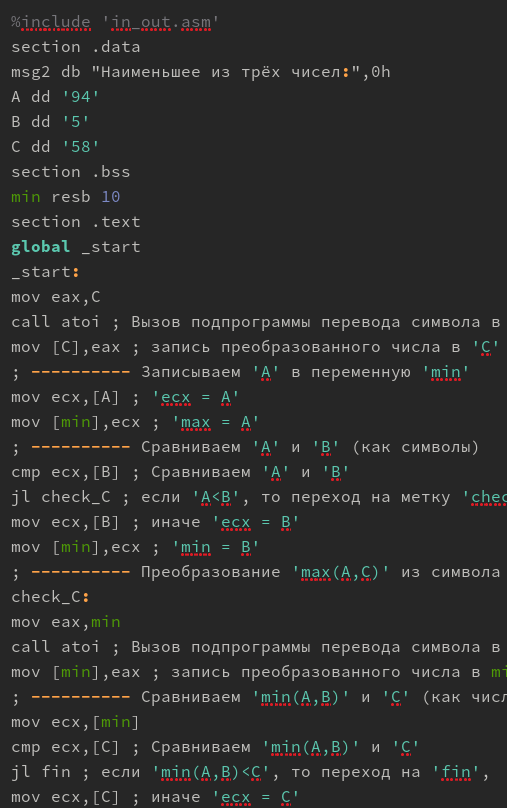 %include 'in_out.asm'
section .data
msg2 db "Наименьшее из трёх чисел:",0h
A dd '94'
B dd '5'
C dd '58'
section .bss
min resb 10
section .text
global _start
_start:
mov eax,C
call atoi ; Вызов подпрограммы перевода символа в
mov [C],eax ; запись преобразованного числа в 'C'
; ---------- Записываем 'A' в переменную 'min'
mov ecx,[A] ; 'ecx = A'
mov [min],ecx ; 'max = A'
; ---------- Сравниваем 'A' и 'B' (как символы)
cmp ecx,[B] ; Сравниваем 'A' и 'B'
jl check_C ; если 'A<B', то переход на метку 'chec
mov ecx,[B] ; иначе 'ecx = B'
mov [min],ecx ; 'min = B'
; ---------- Преобразование 'max(A,C)' из символа
check_C:
mov eax,min
call atoi ; Вызов подпрограммы перевода символа в
mov [min],eax ; запись преобразованного числа в mi
; ---------- Сравниваем 'min(A,B)' и 'C' (как числ
mov ecx,[min]
cmp ecx,[C] ; Сравниваем 'min(A,B)' и 'C'
jl fin ; если 'min(A,B)<C', то переход на 'fin',
mov ecx,[C] ; иначе 'ecx = C'